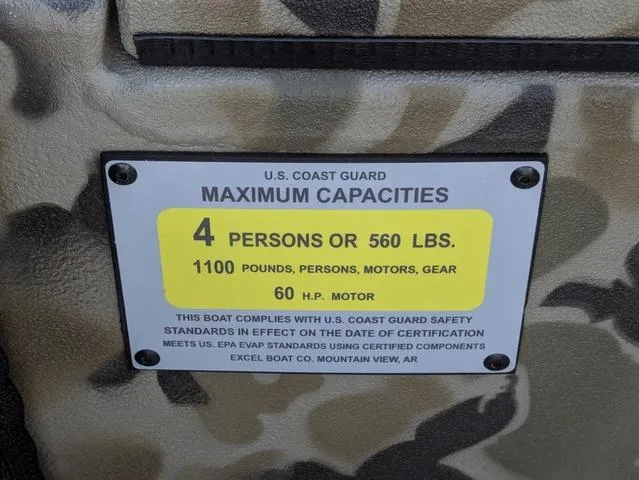 U.S. COAST GUARD
MAXIMUM CAPACITIES
4 PERSONS OR 560 LBS.
1100 POUNDS, PERSONS, MOTORS, GEAR
60 H.P. MOTOR
THIS BOAT COMPLIES WITH U.S. COAST GUARD SAFETY
STANDARDS IN EFFECT ON THE DATE OF CERTIFICATION
MEETS US. EPA EVAP STANDARDS USING CERTIFIED COMPONENTS
EXCEL BOAT CO. MOUNTAIN VIEW, AR